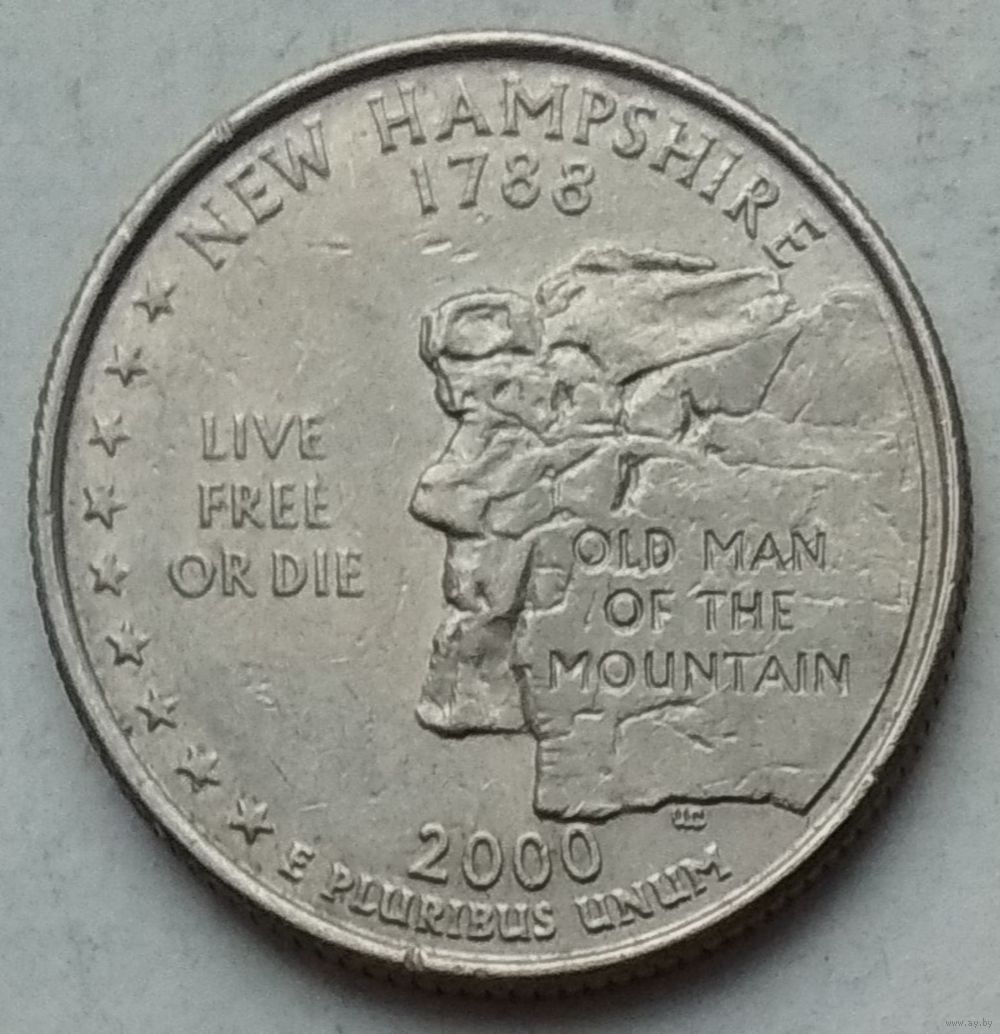 NEW HAMPSHIRE
1788
LIVE
FREE
OR DIE
OLD MAN
OF THE
MOUNTAIN
2000
E PLURIBUS UNUM
www.ay.by